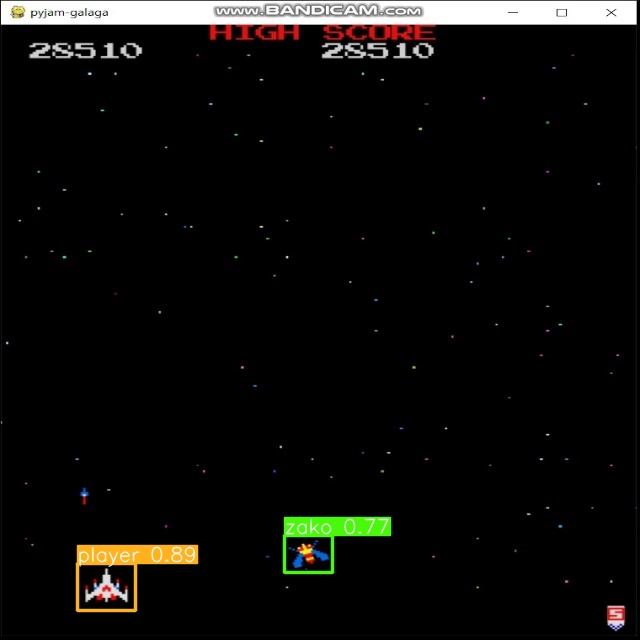 pyjam-galaga
www.BANDICAM.com
HIGH SCORE
28510 28510
zako 0.77
player 0.89
5